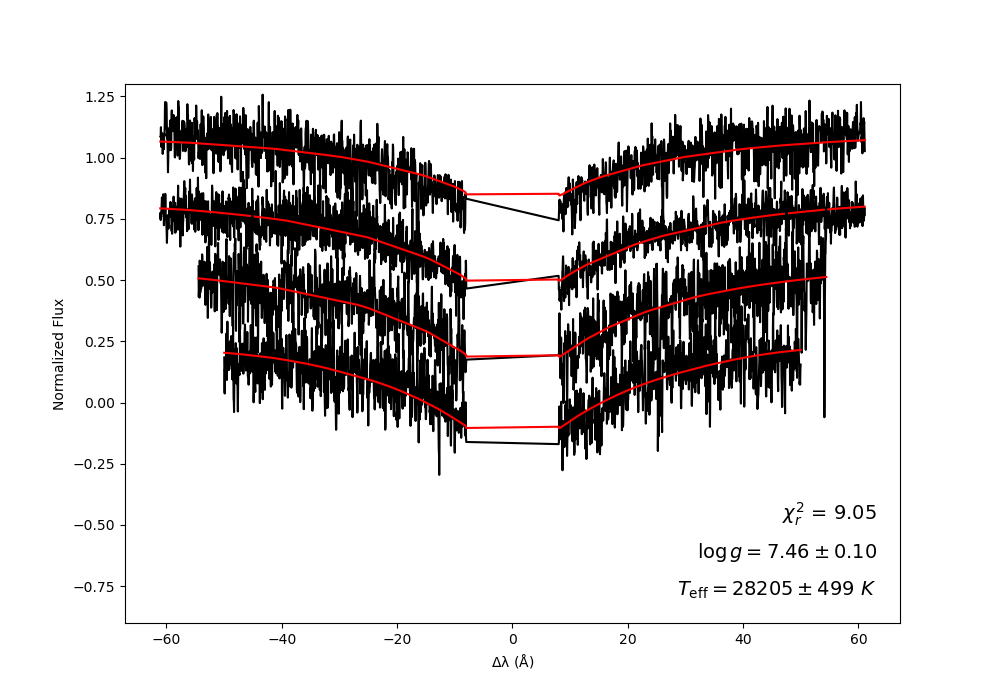 1.25
1.00
0.75
0.50
0.25
0.00
−0.25
−0.50
−0.75
Normalized Flux
χ²ᵣ = 9.05
log g = 7.46 ± 0.10
T_eff = 28205 ± 499 K
−60 −40 −20 0 20 40 60
Δλ (Å)